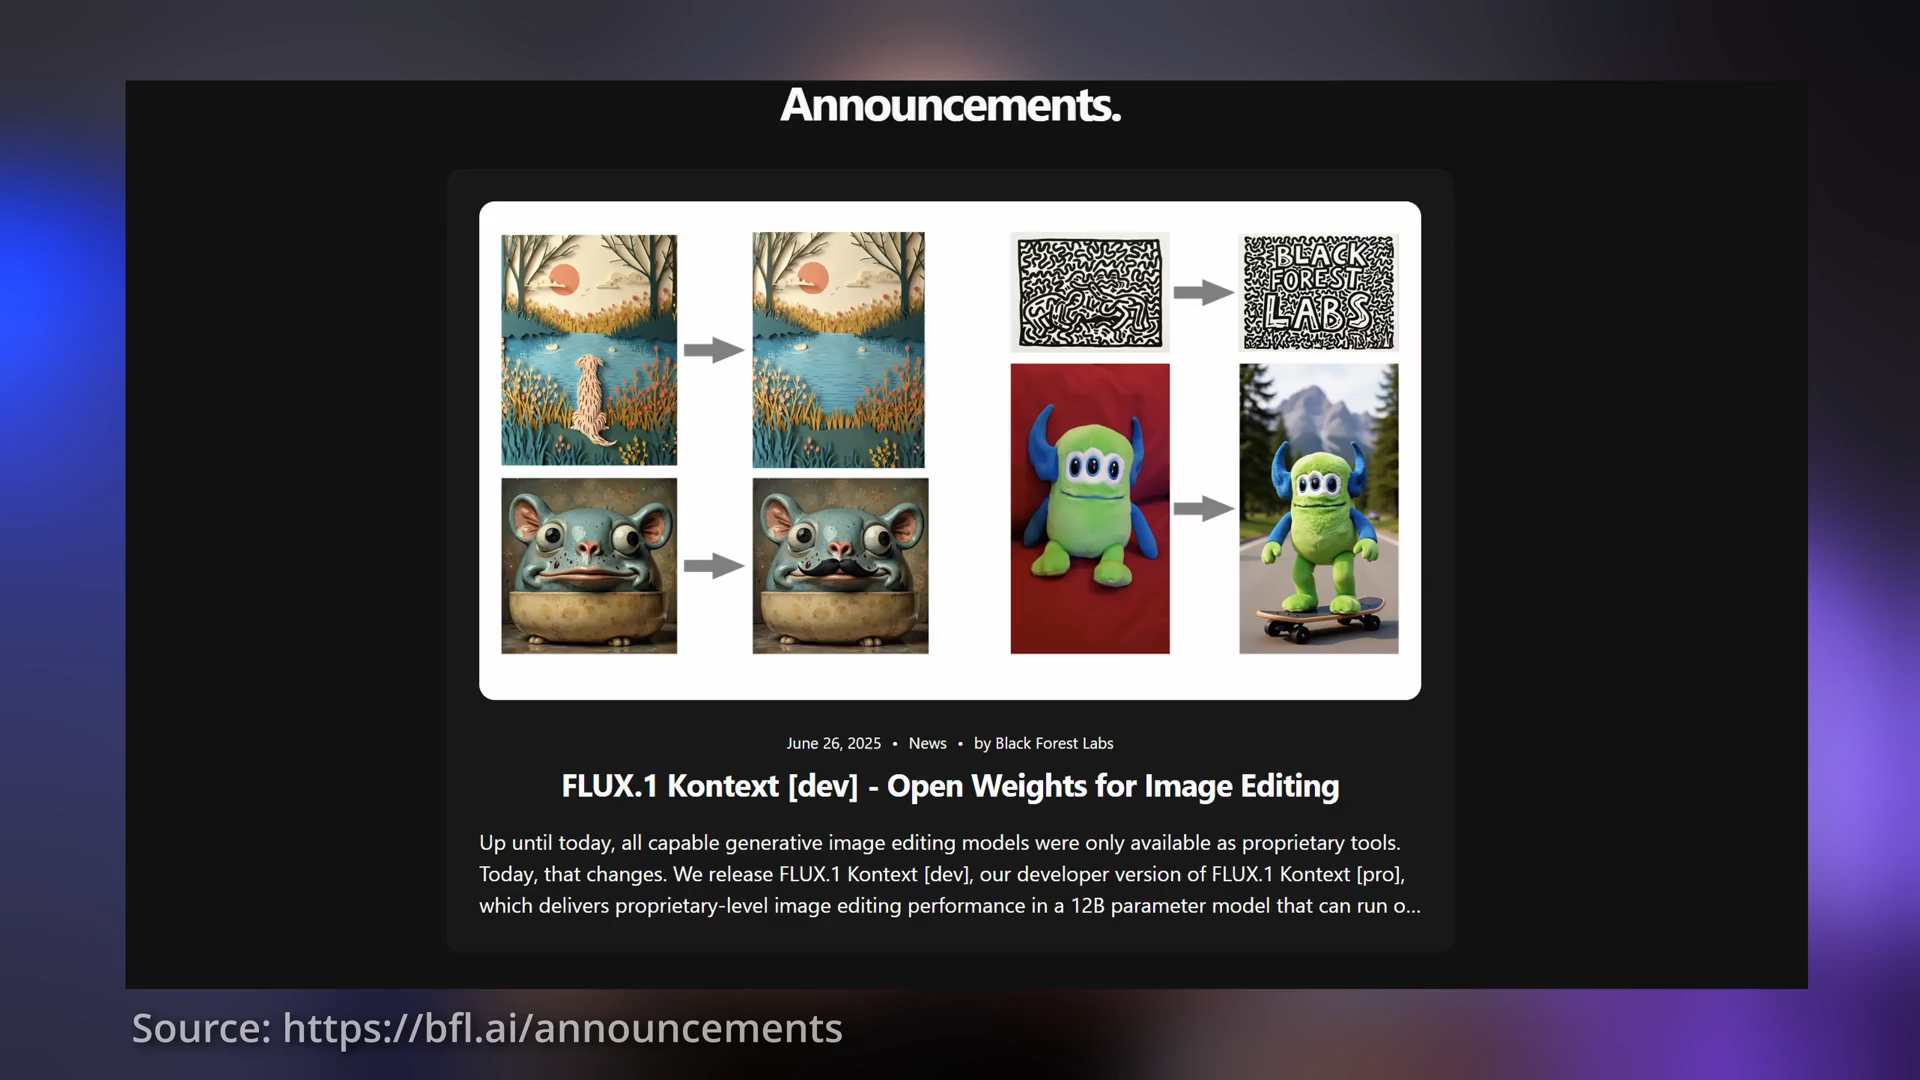 Announcements.
BLACK
FOREST
LABS
June 26, 2025 • News • by Black Forest Labs
FLUX.1 Kontext [dev] - Open Weights for Image Editing
Up until today, all capable generative image editing models were only available as proprietary tools.
Today, that changes. We release FLUX.1 Kontext [dev], our developer version of FLUX.1 Kontext [pro],
which delivers proprietary-level image editing performance in a 12B parameter model that can run o...
Source: https://bfl.ai/announcements